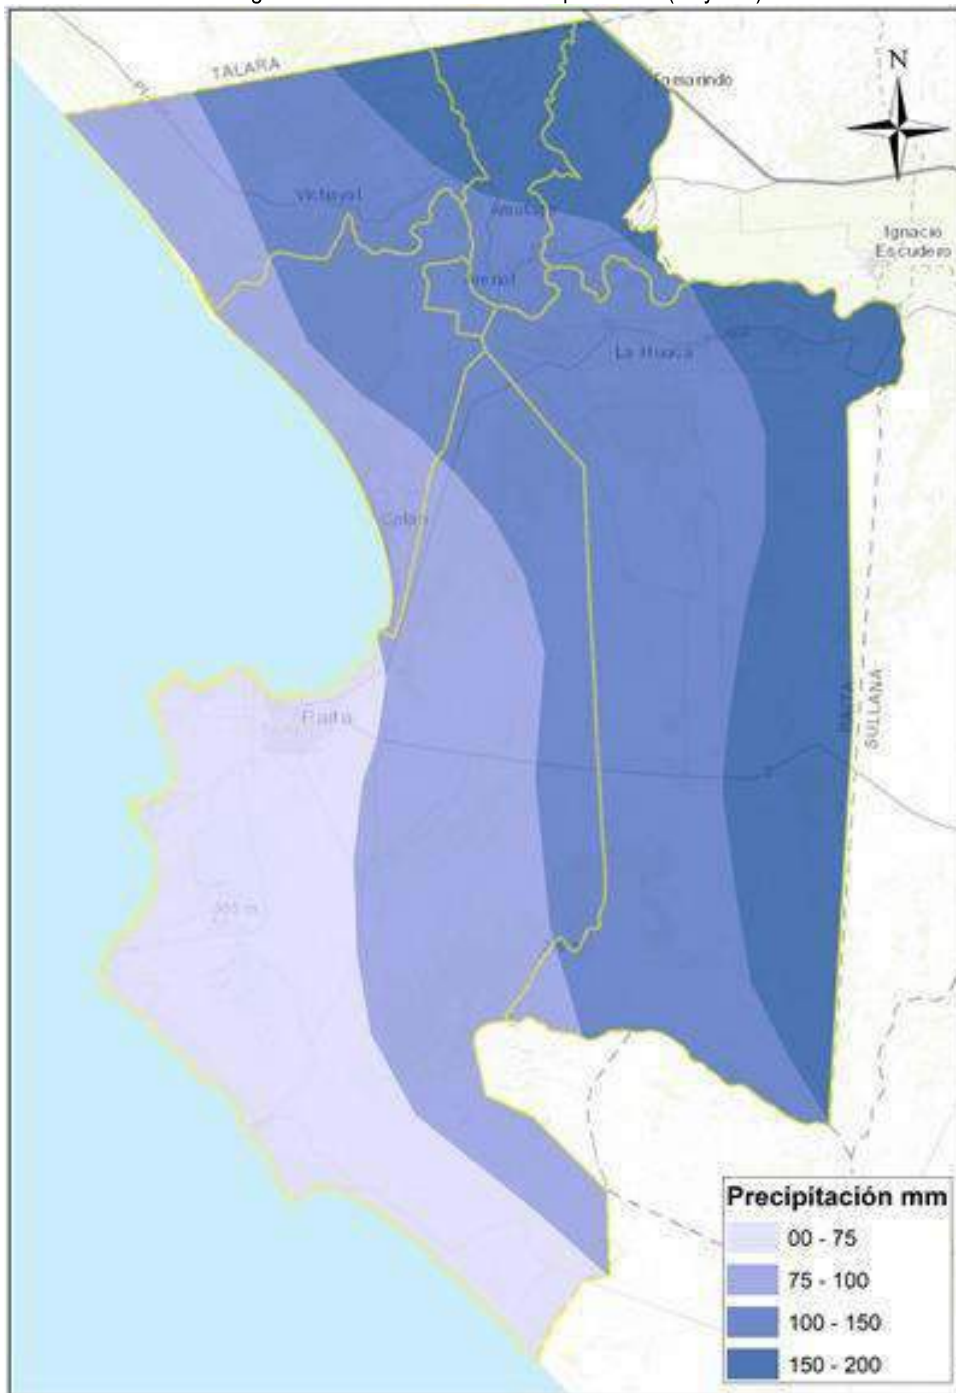 TALARA
Tamarindo
N
Vichayal
Ignacio
Escudero
La Huaca
Colan
Paita
PAITA
SULLANA
Precipitación mm
00 - 75
75 - 100
100 - 150
150 - 200